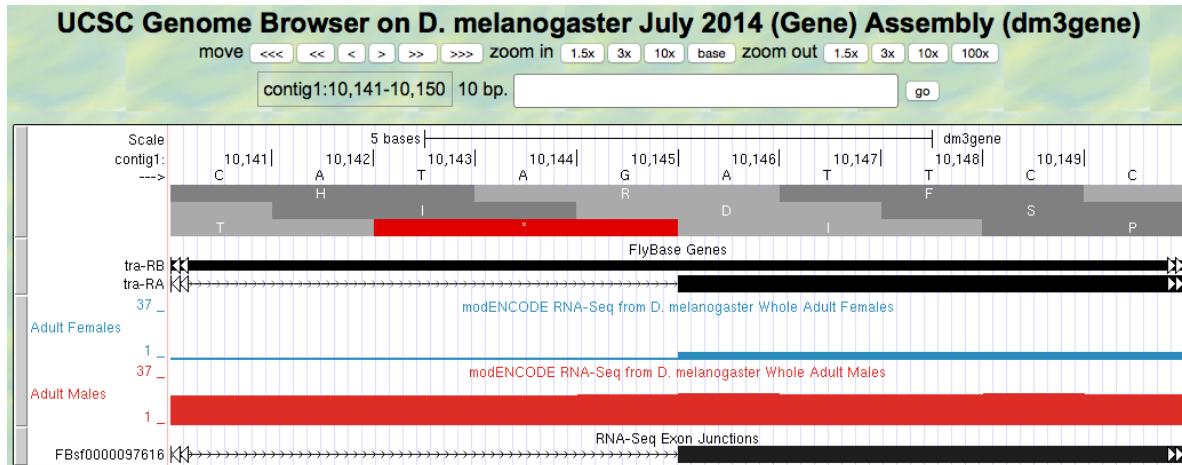 UCSC Genome Browser on D. melanogaster July 2014 (Gene) Assembly (dm3gene)
move <<< << < > >> >>> zoom in 1.5x 3x 10x base zoom out 1.5x 3x 10x 100x
contig1:10,141-10,150 10 bp. go
Scale 5 bases dm3gene
contig1: 10,141 10,142 10,143 10,144 10,145 10,146 10,147 10,148 10,149
---> C A T A G A T T C C
H R F
I D S
T * I P
FlyBase Genes
tra-RB
tra-RA
37 _ modENCODE RNA-Seq from D. melanogaster Whole Adult Females
Adult Females
1 _
37 _ modENCODE RNA-Seq from D. melanogaster Whole Adult Males
Adult Males
1 _
RNA-Seq Exon Junctions
FBsf0000097616